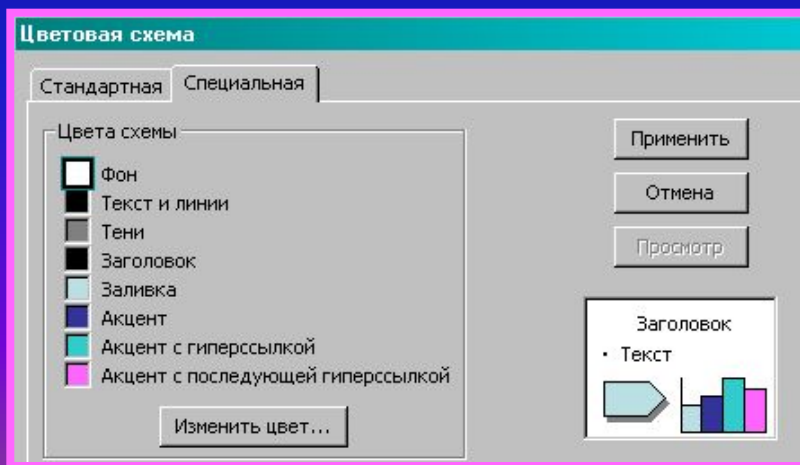 Цветовая схема
Стандартная Специальная
Цвета схемы
Фон
Текст и линии
Тени
Заголовок
Заливка
Акцент
Акцент с гиперссылкой
Акцент с последующей гиперссылкой
Изменить цвет...
Применить
Отмена
Просмотр
Заголовок
• Текст